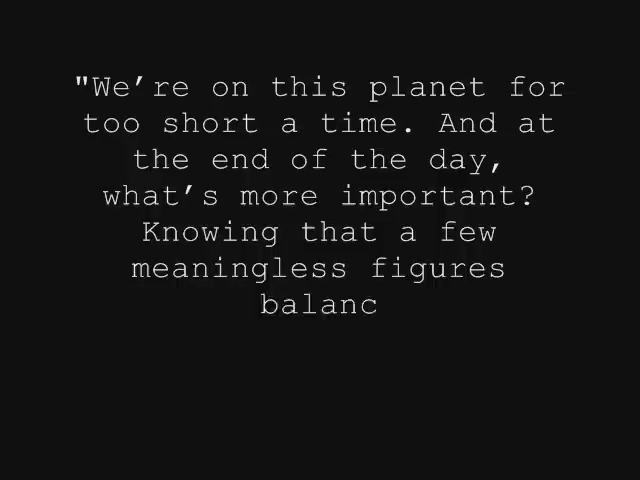 "We’re on this planet for
too short a time. And at
the end of the day,
what’s more important?
Knowing that a few
meaningless figures
balanc